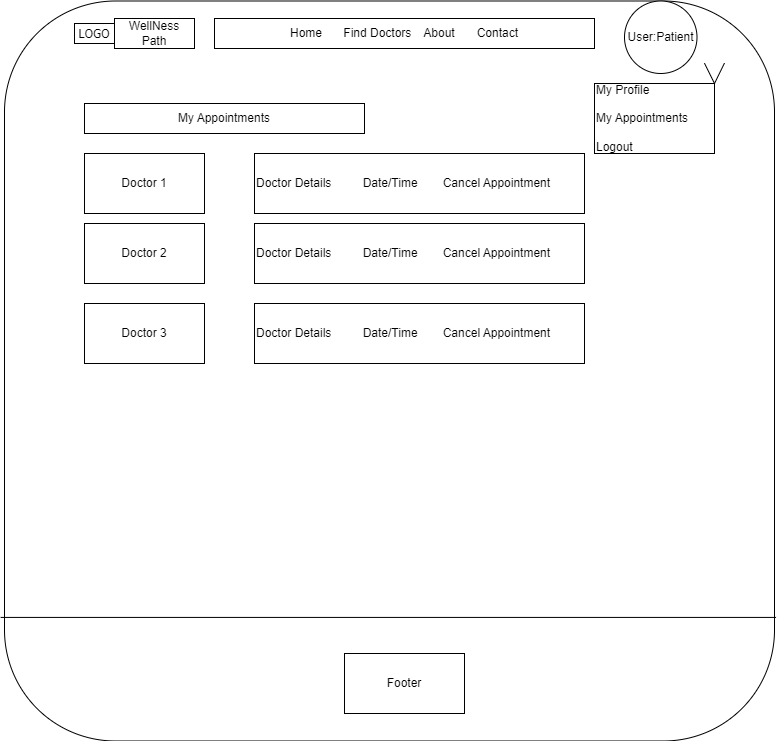 LOGO
WellNess
Path
Home Find Doctors About Contact
User:Patient
My Profile
My Appointments
Logout
My Appointments
Doctor 1
Doctor Details Date/Time Cancel Appointment
Doctor 2
Doctor Details Date/Time Cancel Appointment
Doctor 3
Doctor Details Date/Time Cancel Appointment
Footer